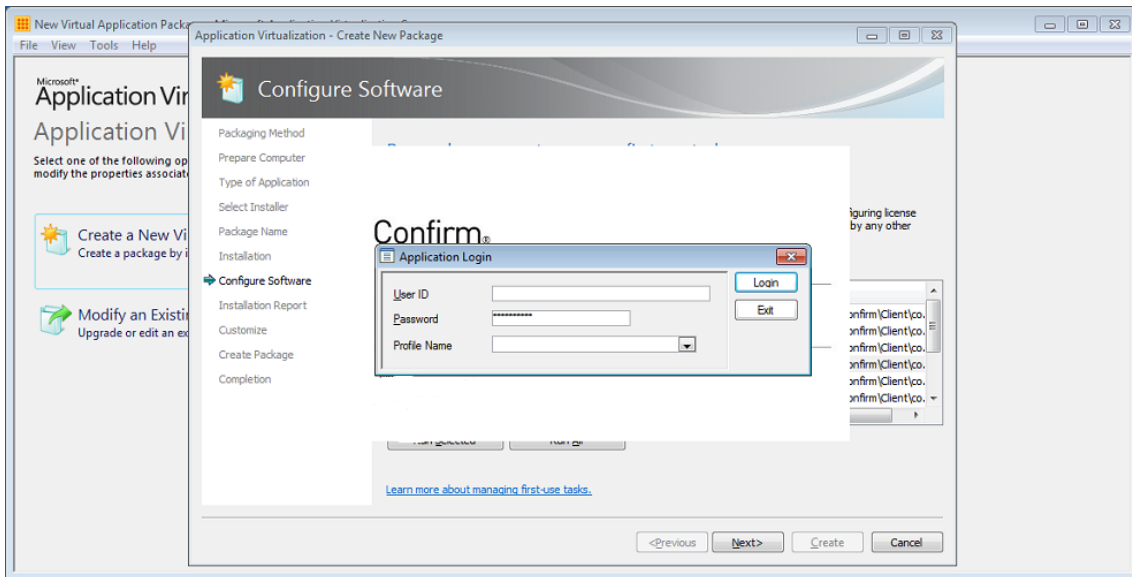 New Virtual Application Packa
File View Tools Help
Microsoft®
Application Vir
Application Vi
Select one of the following op
modify the properties associat
Create a New Vi
Create a package by i
Modify an Existi
Upgrade or edit an ex
Application Virtualization - Create New Package
Configure Software
Packaging Method
Prepare Computer
Type of Application
Select Installer
Package Name
Installation
Configure Software
Installation Report
Customize
Create Package
Completion
figuring license
by any other
Confirm®
Application Login
User ID
Password
**********
Profile Name
Login
Exit
onfirm\Client\co.
onfirm\Client\co.
onfirm\Client\co.
onfirm\Client\co.
onfirm\Client\co.
onfirm\Client\co.
Run Selected
Run All
Learn more about managing first-use tasks.
<Previous
Next>
Create
Cancel